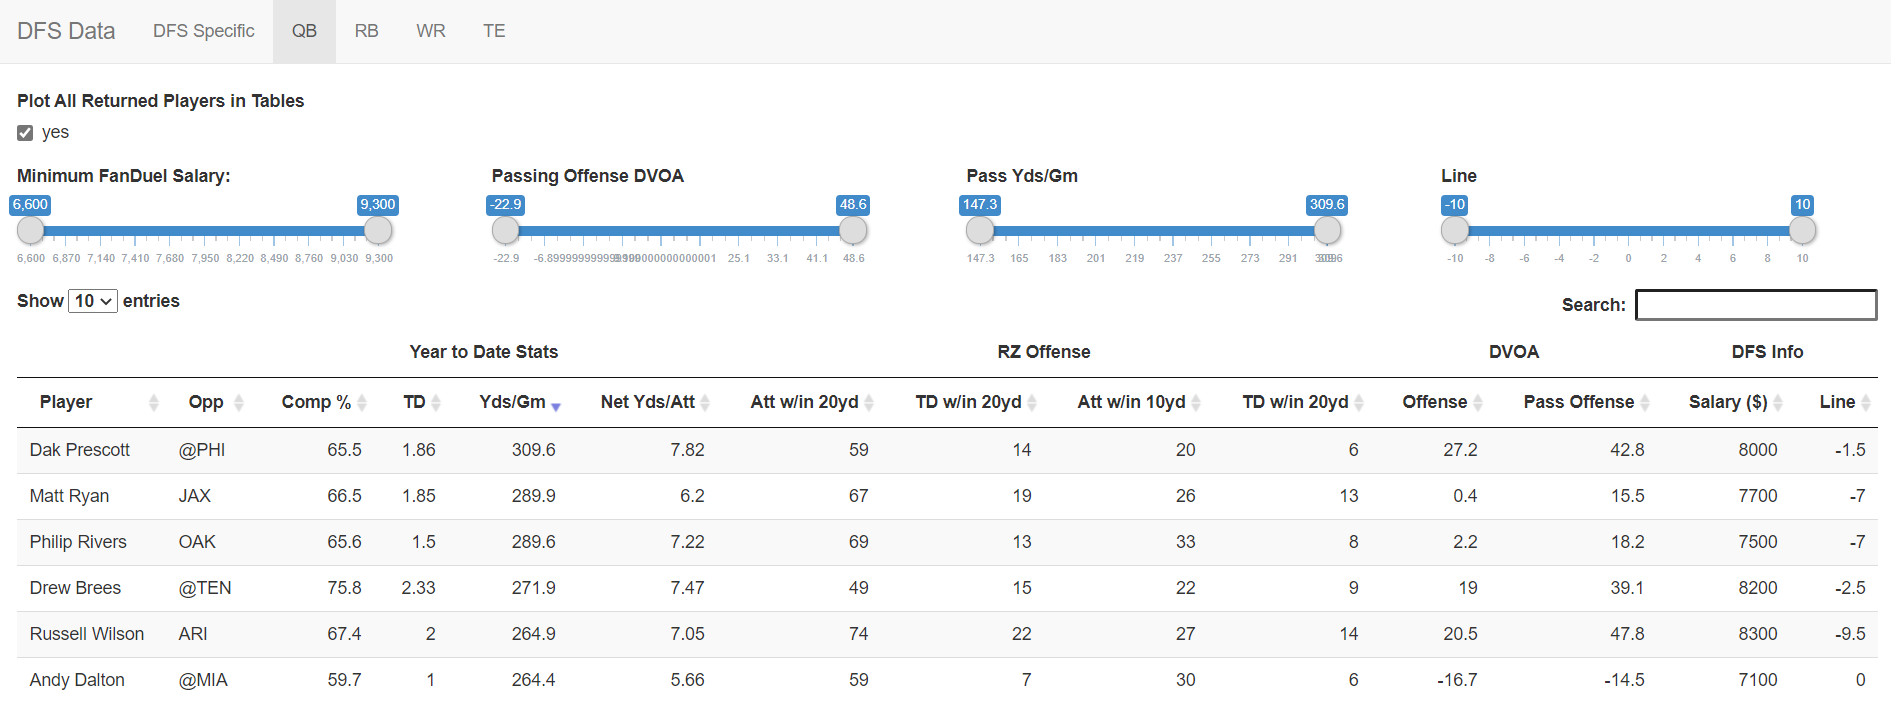 DFS Data DFS Specific QB RB WR TE
Plot All Returned Players in Tables
yes
Minimum FanDuel Salary: Passing Offense DVOA Pass Yds/Gm Line
6,600 9,300 -22.9 48.6 147.3 309.6 -10 10
6,600 6,870 7,140 7,410 7,680 7,950 8,220 8,490 8,760 9,030 9,300 -22.9 25.1 33.1 41.1 48.6 147.3 165 183 201 219 237 255 273 291 -10 -8 -6 -4 -2 0 2 4 6 8 10
Show 10 entries Search:
Year to Date Stats RZ Offense DVOA DFS Info
Player Opp Comp % TD Yds/Gm Net Yds/Att Att w/in 20yd TD w/in 20yd Att w/in 10yd TD w/in 20yd Offense Pass Offense Salary ($) Line
Dak Prescott @PHI 65.5 1.86 309.6 7.82 59 14 20 6 27.2 42.8 8000 -1.5
Matt Ryan JAX 66.5 1.85 289.9 6.2 67 19 26 13 0.4 15.5 7700 -7
Philip Rivers OAK 65.6 1.5 289.6 7.22 69 13 33 8 2.2 18.2 7500 -7
Drew Brees @TEN 75.8 2.33 271.9 7.47 49 15 22 9 19 39.1 8200 -2.5
Russell Wilson ARI 67.4 2 264.9 7.05 74 22 27 14 20.5 47.8 8300 -9.5
Andy Dalton @MIA 59.7 1 264.4 5.66 59 7 30 6 -16.7 -14.5 7100 0